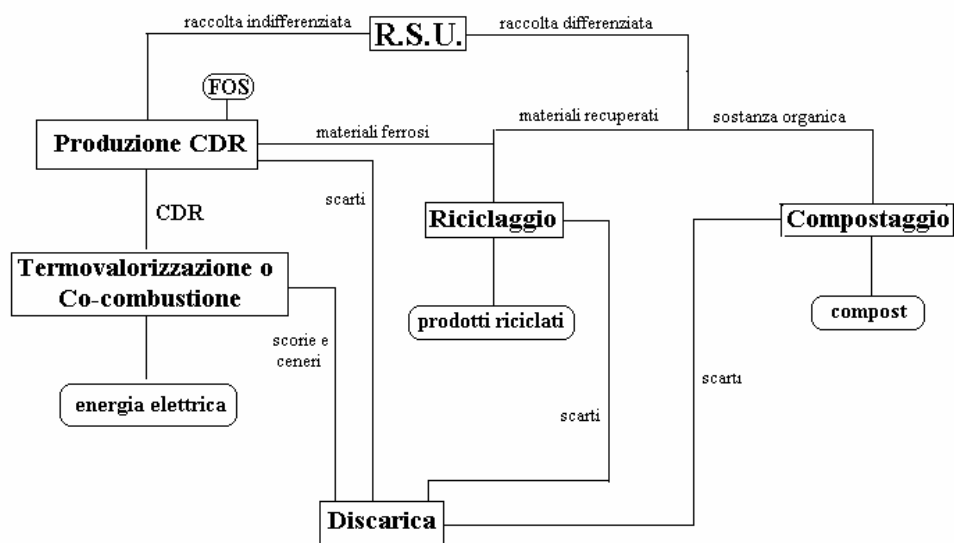 raccolta indifferenziata
R.S.U.
raccolta differenziata
FOS
Produzione CDR
materiali ferrosi
materiali recuperati
sostanza organica
CDR
scarti
Riciclaggio
Compostaggio
Termovalorizzazione o
Co-combustione
prodotti riciclati
compost
scorie e
ceneri
energia elettrica
scarti
scarti
Discarica